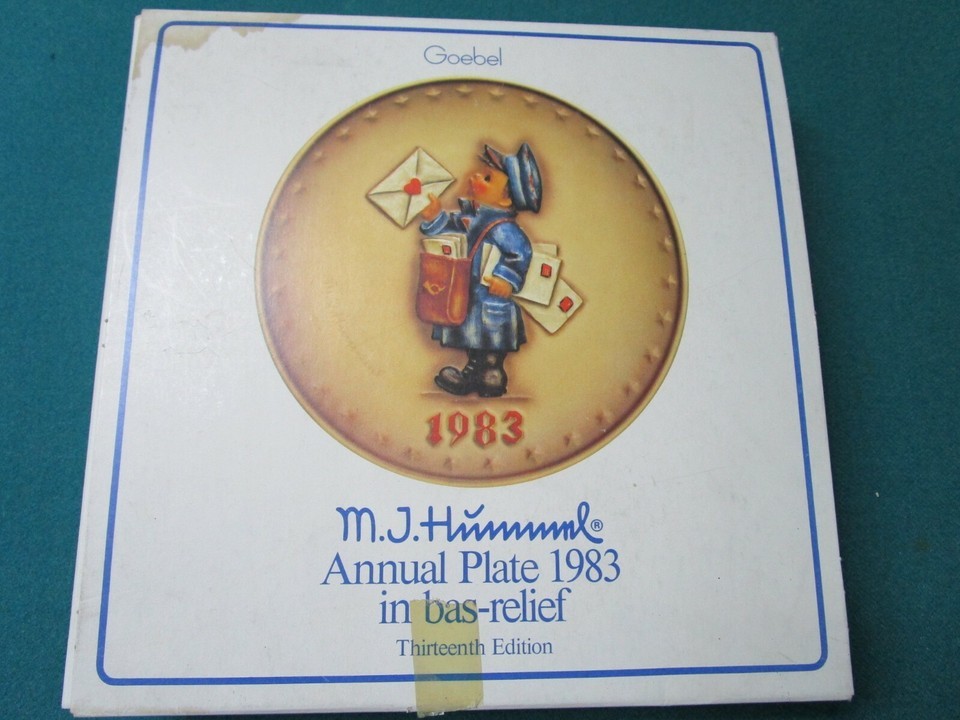 Goebel
1983
M.J.Hummel®
Annual Plate 1983
in bas-relief
Thirteenth Edition